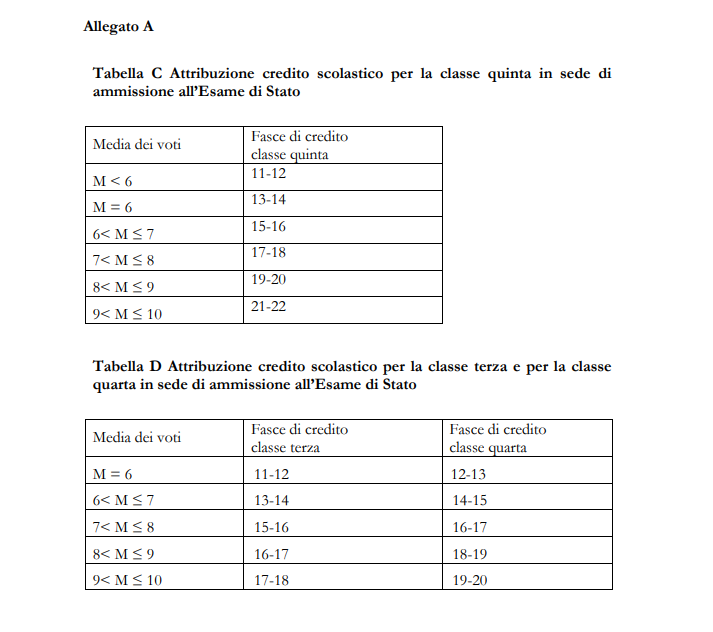 Allegato A
Tabella C Attribuzione credito scolastico per la classe quinta in sede di
ammissione all'Esame di Stato
Media dei voti
Fasce di credito
classe quinta
M < 6
11-12
M = 6
13-14
6< M ≤ 7
15-16
7< M ≤ 8
17-18
8< M ≤ 9
19-20
9< M ≤ 10
21-22
Tabella D Attribuzione credito scolastico per la classe terza e per la classe
quarta in sede di ammissione all'Esame di Stato
Media dei voti
Fasce di credito
classe terza
Fasce di credito
classe quarta
M = 6
11-12
12-13
6< M ≤ 7
13-14
14-15
7< M ≤ 8
15-16
16-17
8< M ≤ 9
16-17
18-19
9< M ≤ 10
17-18
19-20